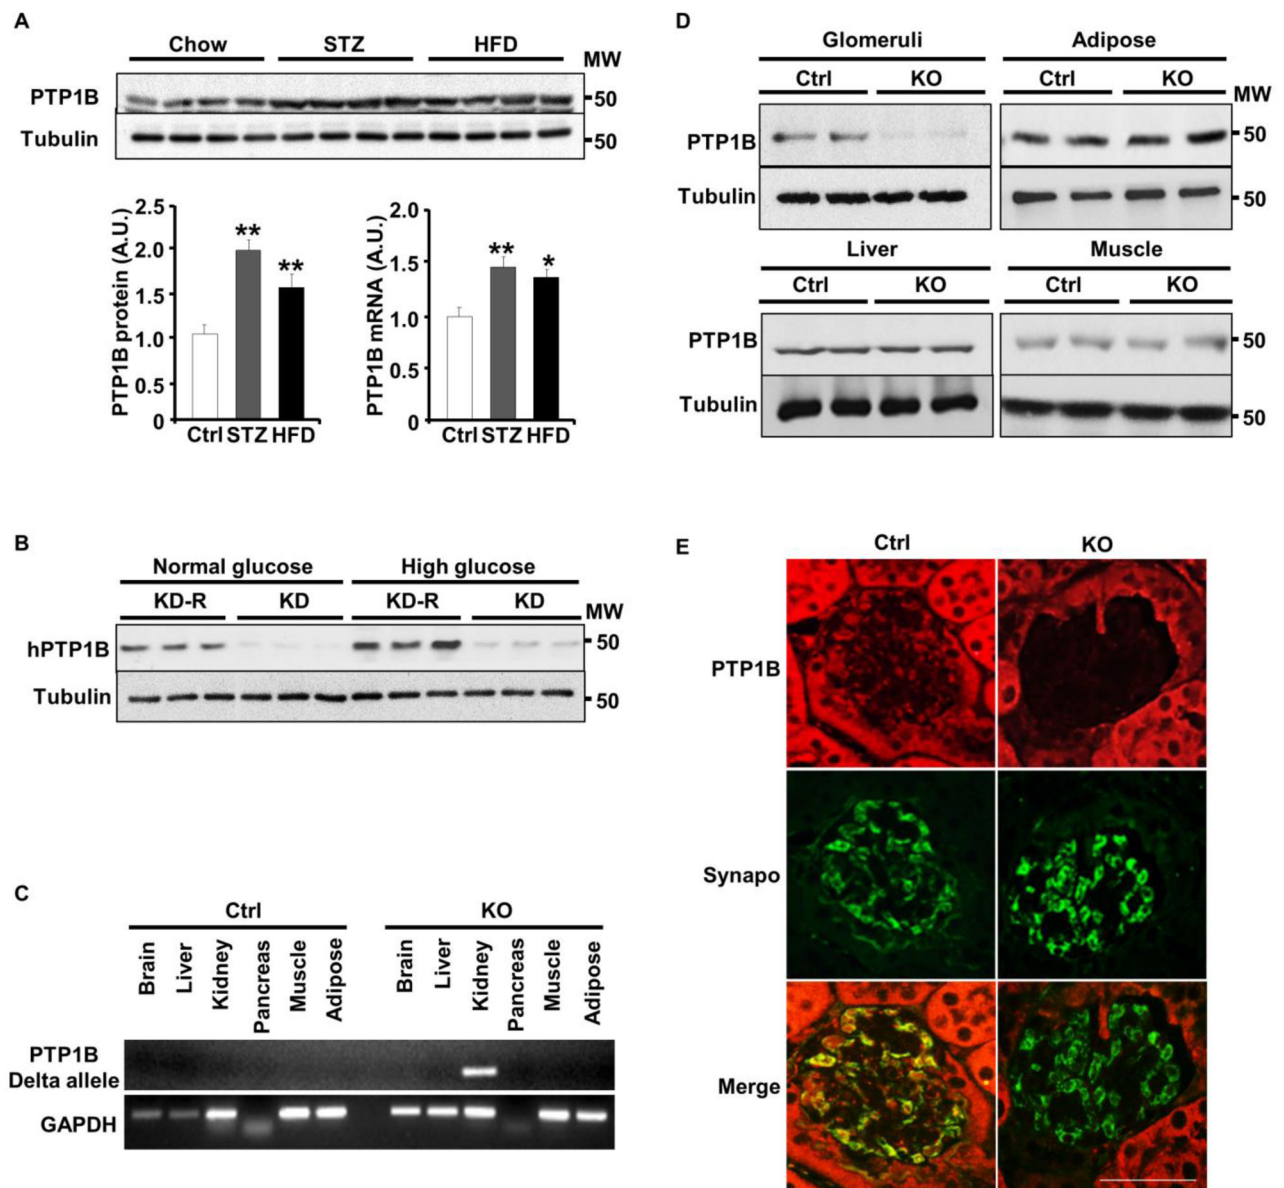 A
Chow STZ HFD
MW
PTP1B 50
Tubulin 50
PTP1B protein (A.U.)
2.5
2.0
1.5
1.0
0.5
0
Ctrl STZ HFD
** **
PTP1B mRNA (A.U.)
2.0
1.5
1.0
0.5
0
Ctrl STZ HFD
** *
B
Normal glucose High glucose
KD-R KD KD-R KD MW
hPTP1B 50
Tubulin 50
C
Ctrl KO
Brain Liver Kidney Pancreas Muscle Adipose Brain Liver Kidney Pancreas Muscle Adipose
PTP1B
Delta allele
GAPDH
D
Glomeruli Adipose
Ctrl KO Ctrl KO
MW
PTP1B 50
Tubulin 50
Liver Muscle
Ctrl KO Ctrl KO
PTP1B 50
Tubulin 50
E
Ctrl KO
PTP1B
Synapo
Merge